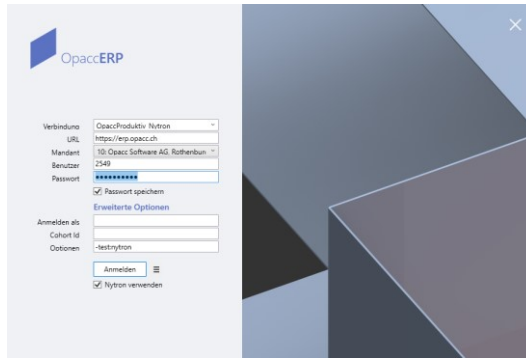 OpaccERP
Verbindung OpaccProduktiv Nytron
URL https://erp.opacc.ch
Mandant 10: Opacc Software AG, Rothenbun
Benutzer 2549
Passwort ●●●●●●●●●●
Passwort speichern
Erweiterte Optionen
Anmelden als
Cohort Id
Optionen -test:nytron
Anmelden
Nytron verwenden